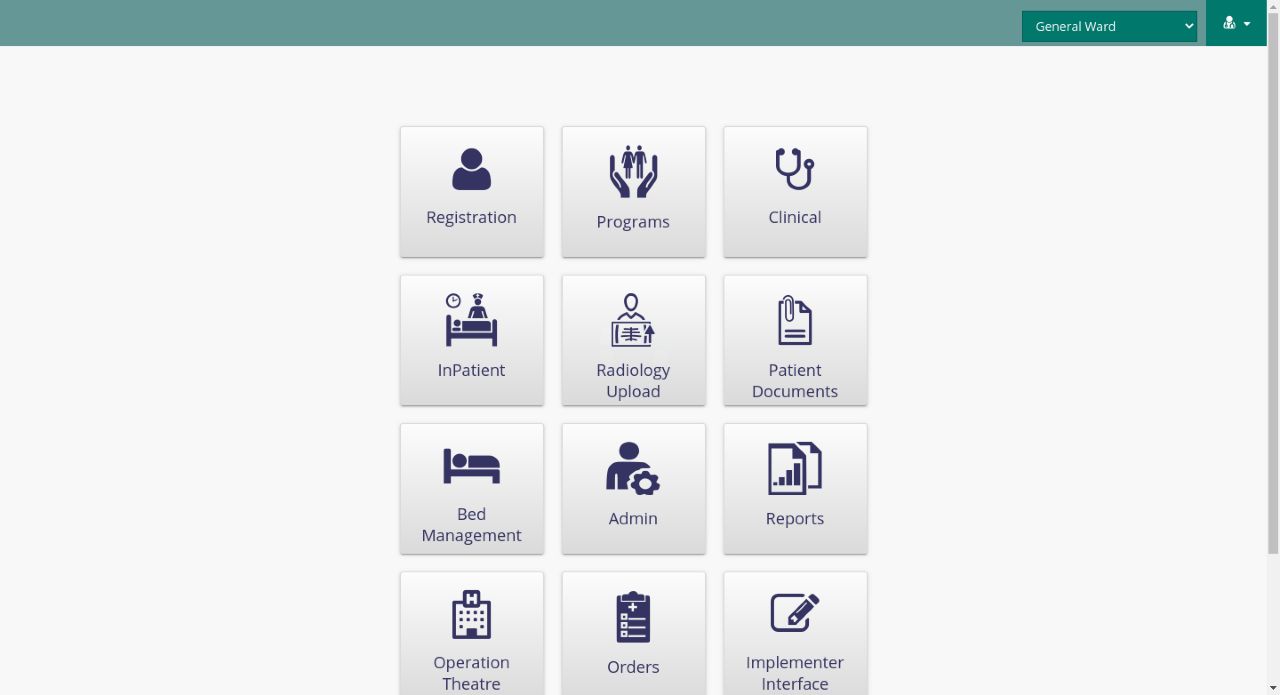 General Ward
Registration
Programs
Clinical
InPatient
Radiology
Upload
Patient
Documents
Bed
Management
Admin
Reports
Operation
Theatre
Orders
Implementer
Interface